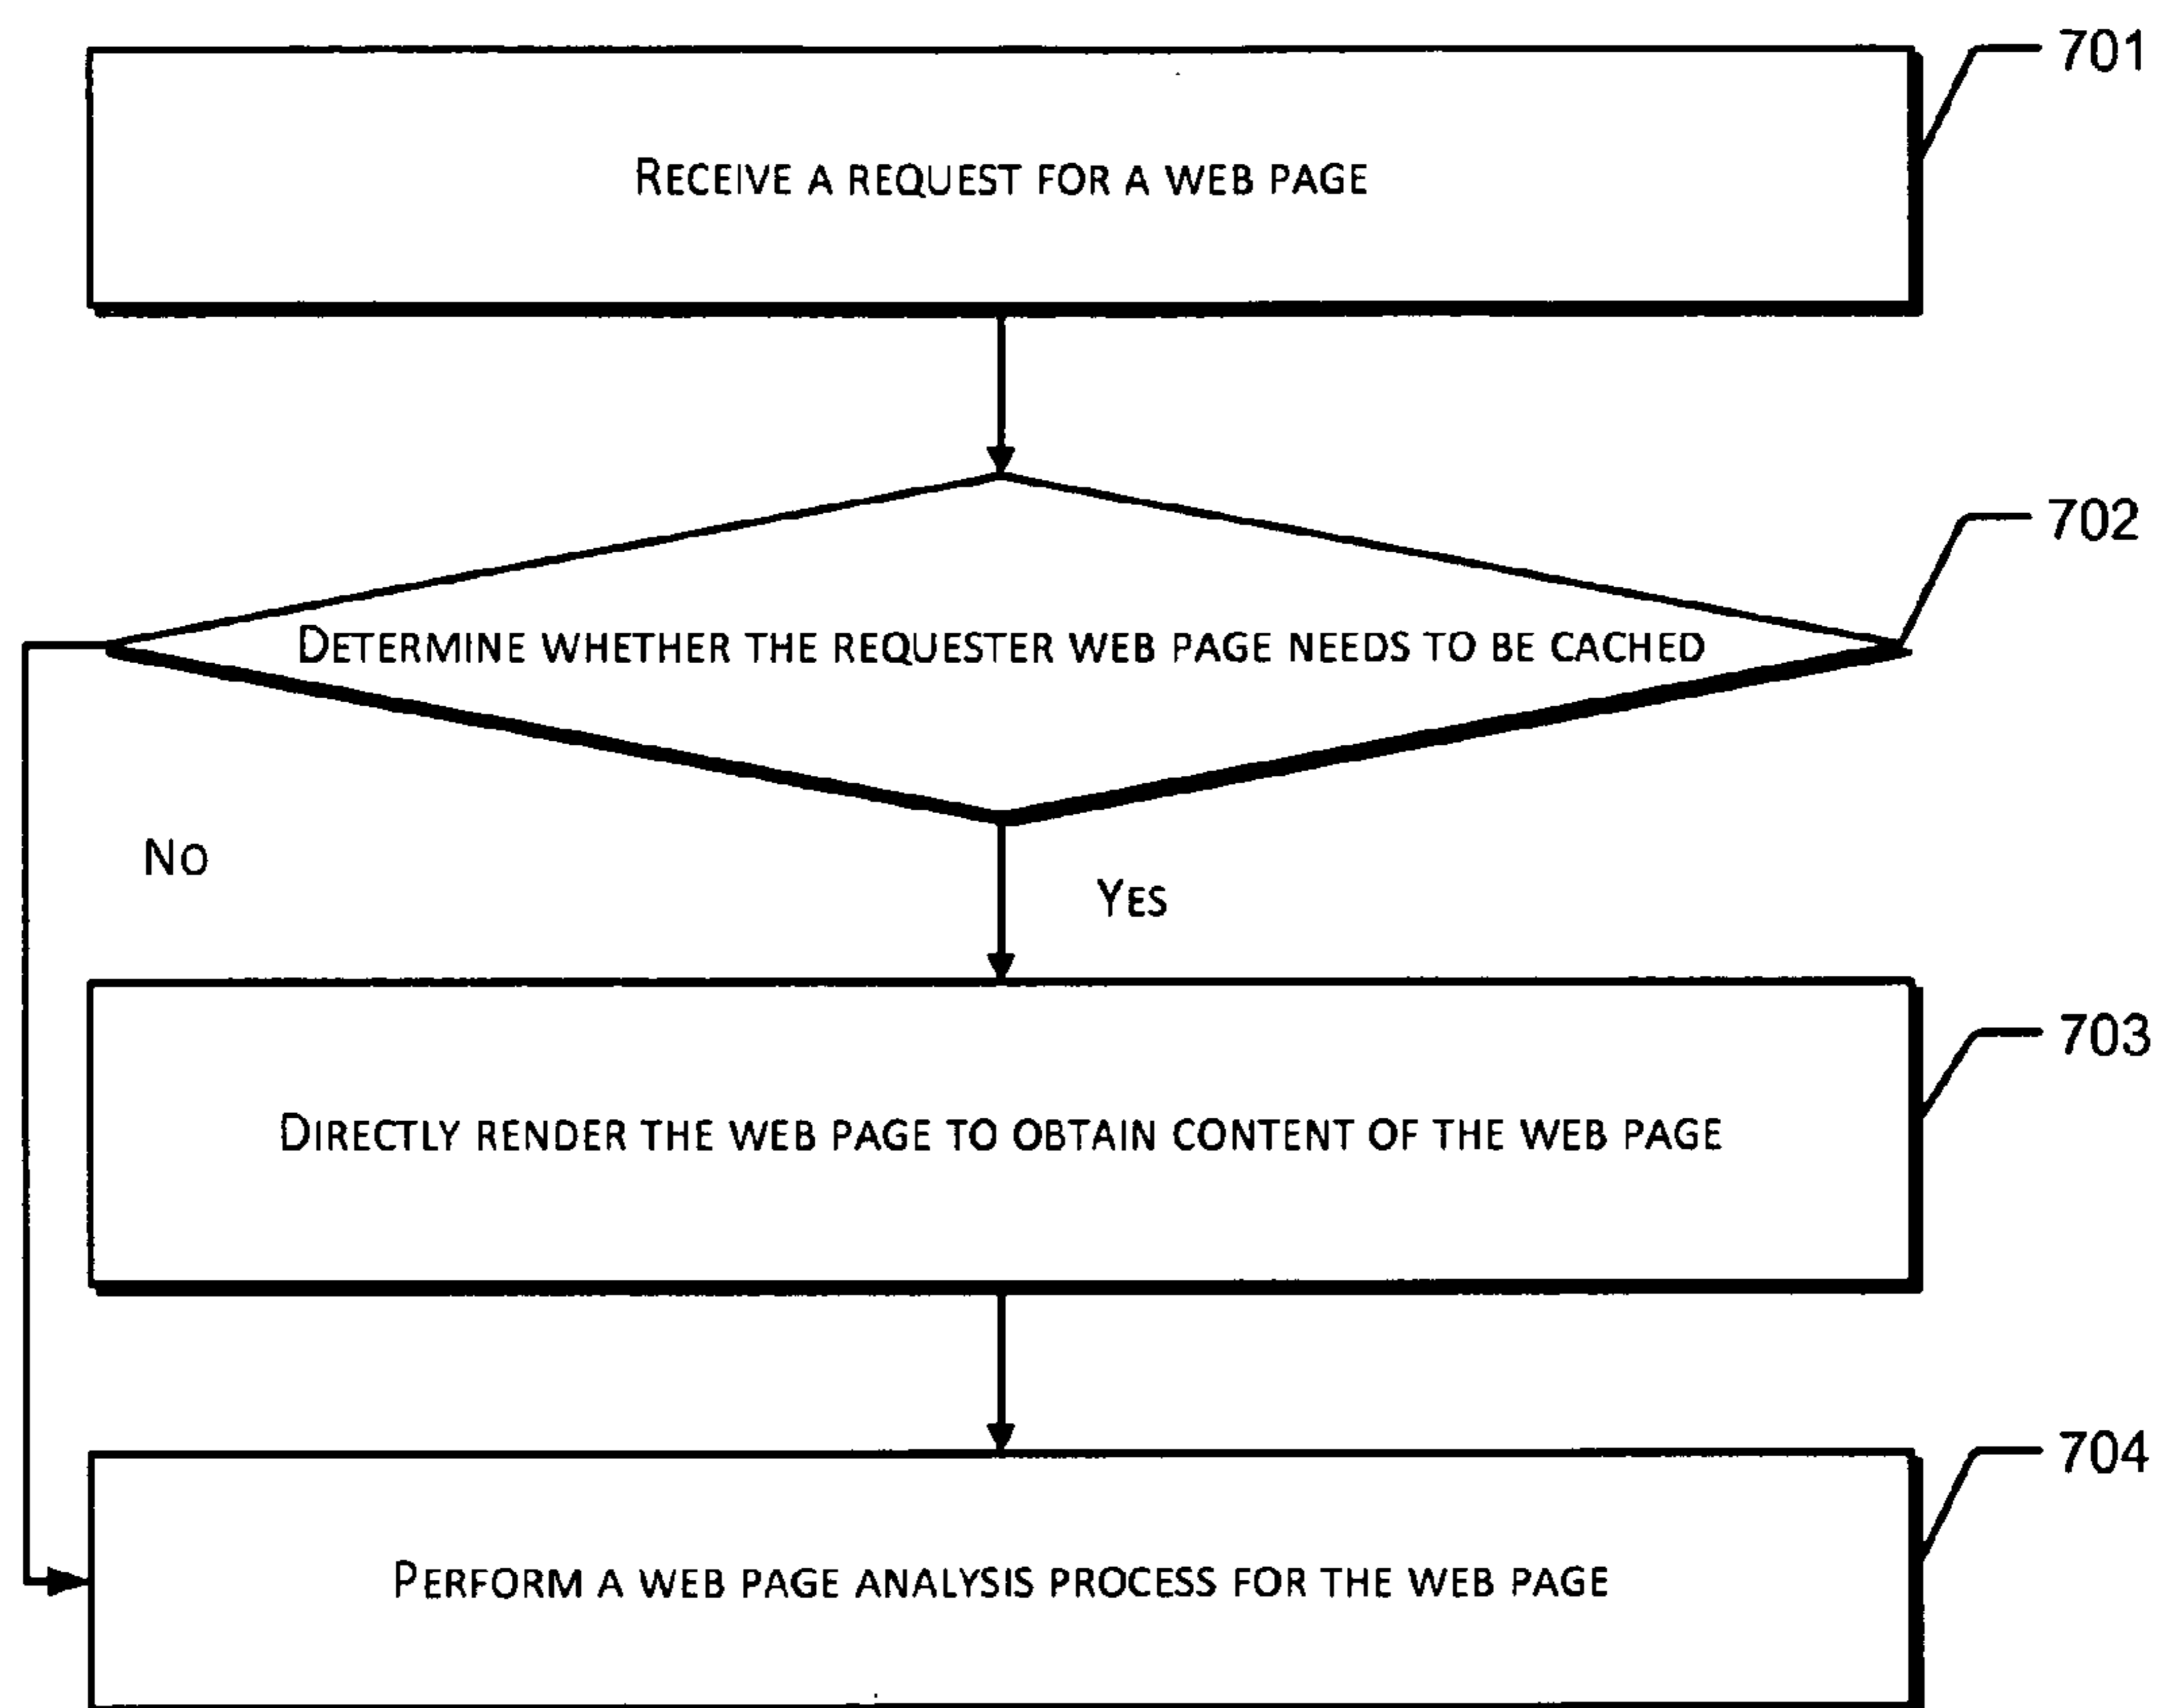 701
RECEIVE A REQUEST FOR A WEB PAGE
702
DETERMINE WHETHER THE REQUESTER WEB PAGE NEEDS TO BE CACHED
NO
YES
703
DIRECTLY RENDER THE WEB PAGE TO OBTAIN CONTENT OF THE WEB PAGE
704
PERFORM A WEB PAGE ANALYSIS PROCESS FOR THE WEB PAGE